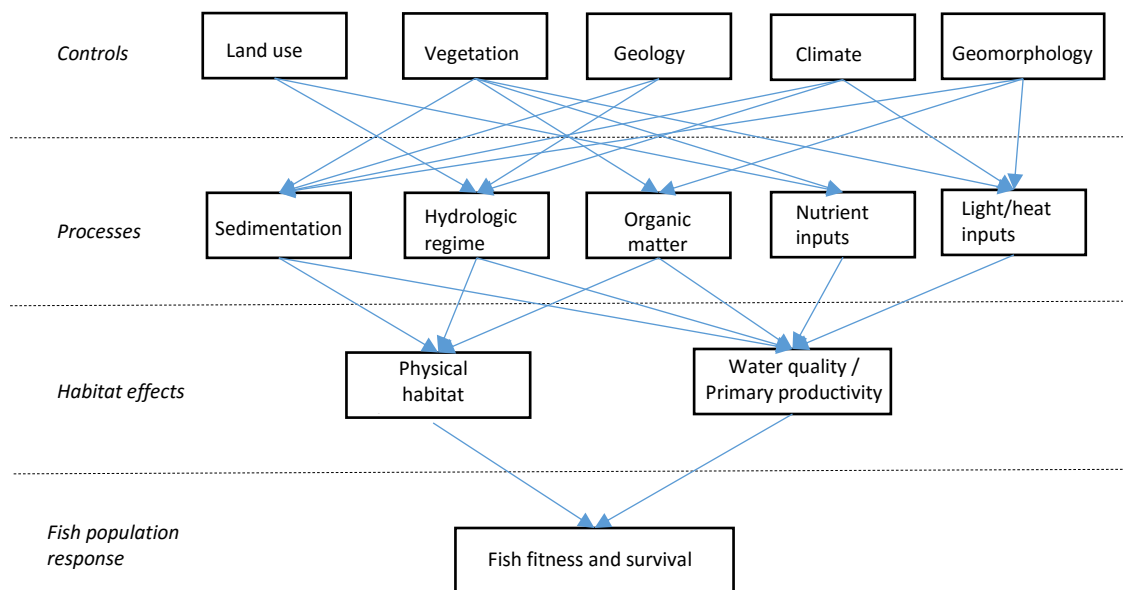 Controls
Land use
Vegetation
Geology
Climate
Geomorphology
Processes
Sedimentation
Hydrologic
regime
Organic
matter
Nutrient
inputs
Light/heat
inputs
Habitat effects
Physical
habitat
Water quality /
Primary productivity
Fish population
response
Fish fitness and survival